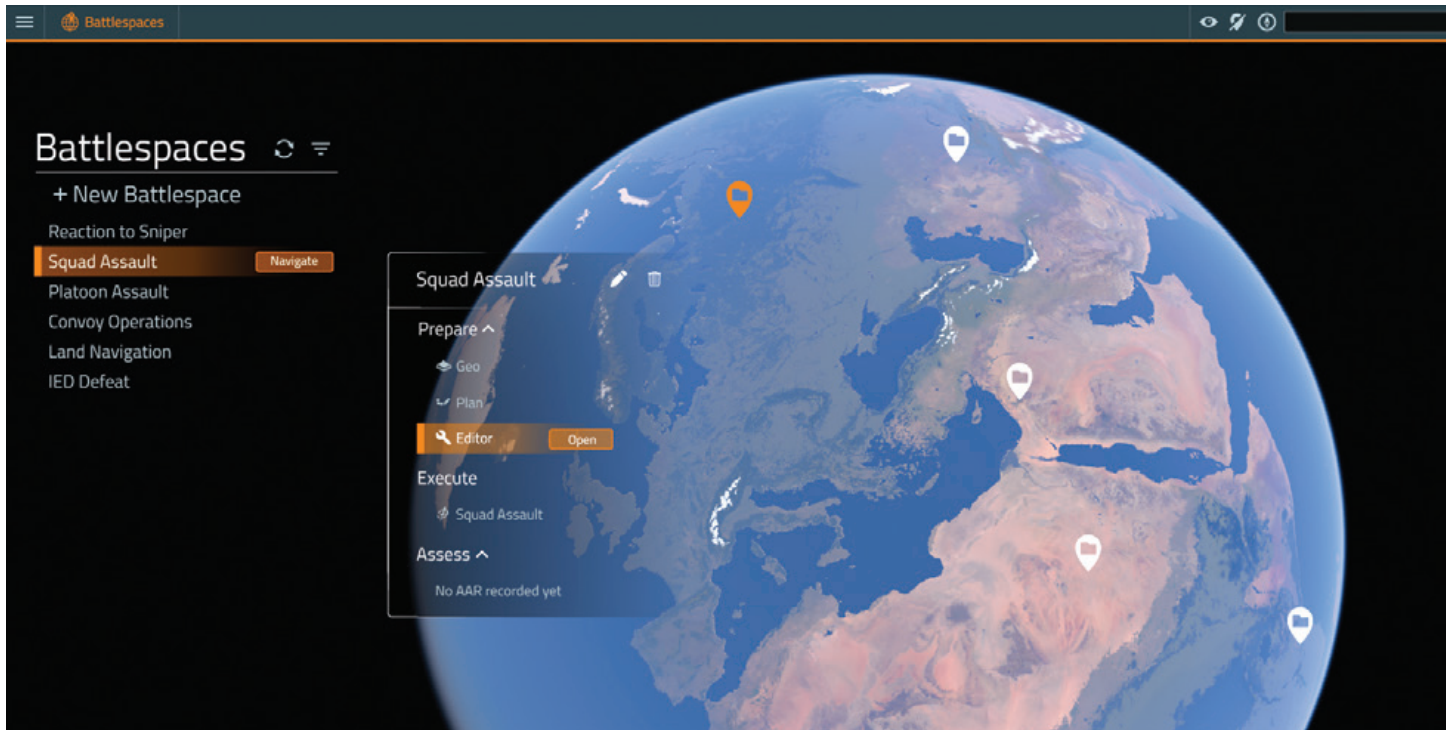 Battlespaces
Battlespaces
+ New Battlespace
Reaction to Sniper
Squad Assault Navigate
Platoon Assault
Convoy Operations
Land Navigation
IED Defeat
Squad Assault
Prepare
Geo
Plan
Editor Open
Execute
Squad Assault
Assess
No AAR recorded yet